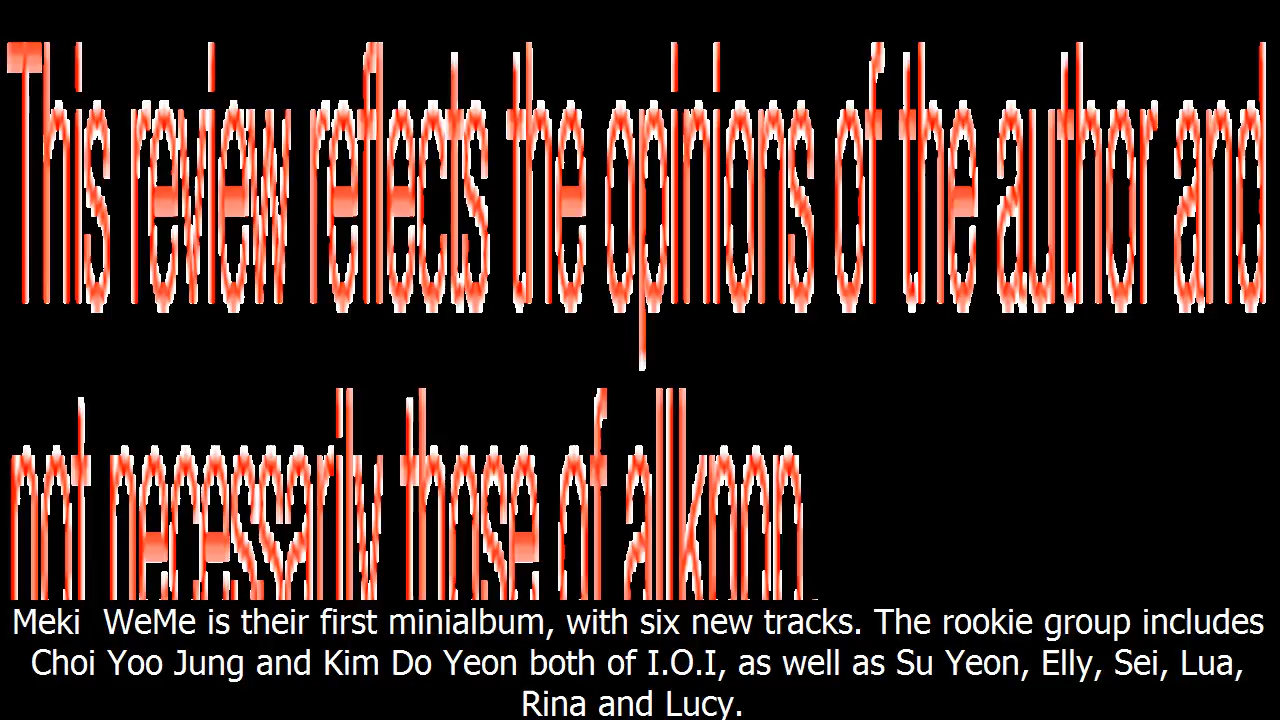 This review reflects the opinions of the author and
not necessarily those of allkpop.
Meki  WeMe is their first minialbum, with six new tracks. The rookie group includes
Choi Yoo Jung and Kim Do Yeon both of I.O.I, as well as Su Yeon, Elly, Sei, Lua,
Rina and Lucy.